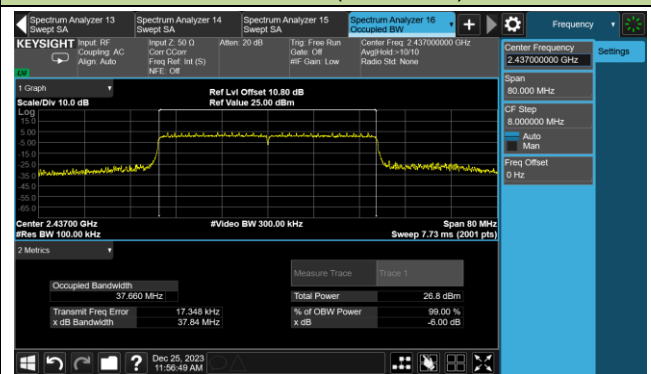 Spectrum Analyzer 13
Swept SA
Spectrum Analyzer 14
Swept SA
Spectrum Analyzer 15
Swept SA
Spectrum Analyzer 16
Occupied BW
Frequency
KEYSIGHT
Input: RF
Coupling: AC
Align: Auto
Input Z: 50 Ω
Corr CCorr
Freq Ref: Int (S)
NFE: Off
Atten: 20 dB
Trig: Free Run
Gate: Off
#IF Gain: Low
Center Freq: 2.437000000 GHz
Avg|Hold:>10/10
Radio Std: None
Center Frequency
2.437000000 GHz
Settings
Span
80.000 MHz
CF Step
8.000000 MHz
Auto
Man
Freq Offset
0 Hz
1 Graph
Scale/Div 10.0 dB
Ref Lvl Offset 10.80 dB
Ref Value 25.00 dBm
Log
15.0
5.00
-5.00
-15.0
-25.0
-35.0
-45.0
-55.0
-65.0
Center 2.43700 GHz
#Res BW 100.00 kHz
#Video BW 300.00 kHz
Span 80 MHz
Sweep 7.73 ms (2001 pts)
2 Metrics
Measure Trace
Trace 1
Occupied Bandwidth
37.660 MHz
Total Power
26.8 dBm
Transmit Freq Error
17.348 kHz
% of OBW Power
99.00 %
x dB Bandwidth
37.84 MHz
x dB
-6.00 dB
Dec 25, 2023
11:56:49 AM